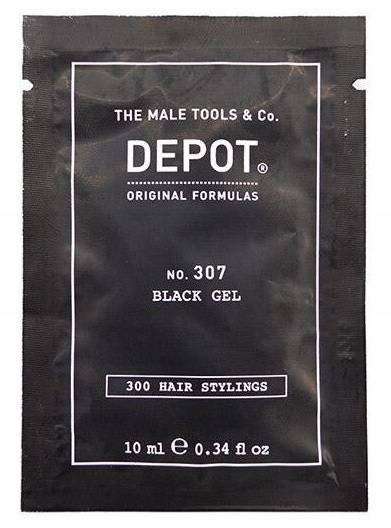 THE MALE TOOLS & Co.
DEPOT®
ORIGINAL FORMULAS
NO. 307
BLACK GEL
300 HAIR STYLINGS
10 ml ℮ 0.34 fl oz